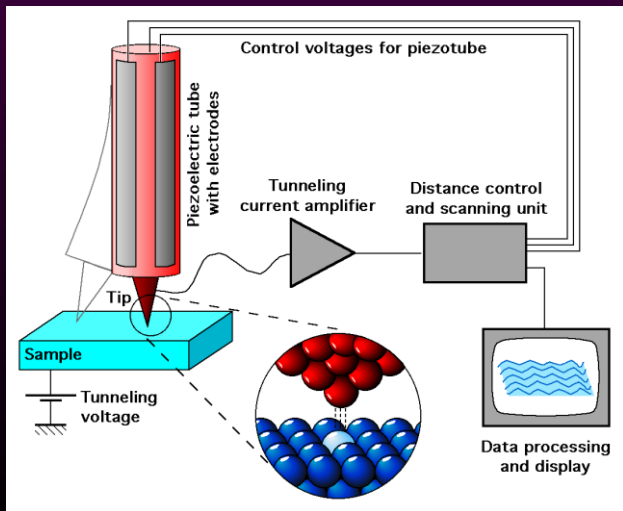 Control voltages for piezotube
Piezoelectric tube
with electrodes
Tunneling
current amplifier
Distance control
and scanning unit
Tip
Sample
Tunneling
voltage
Data processing
and display